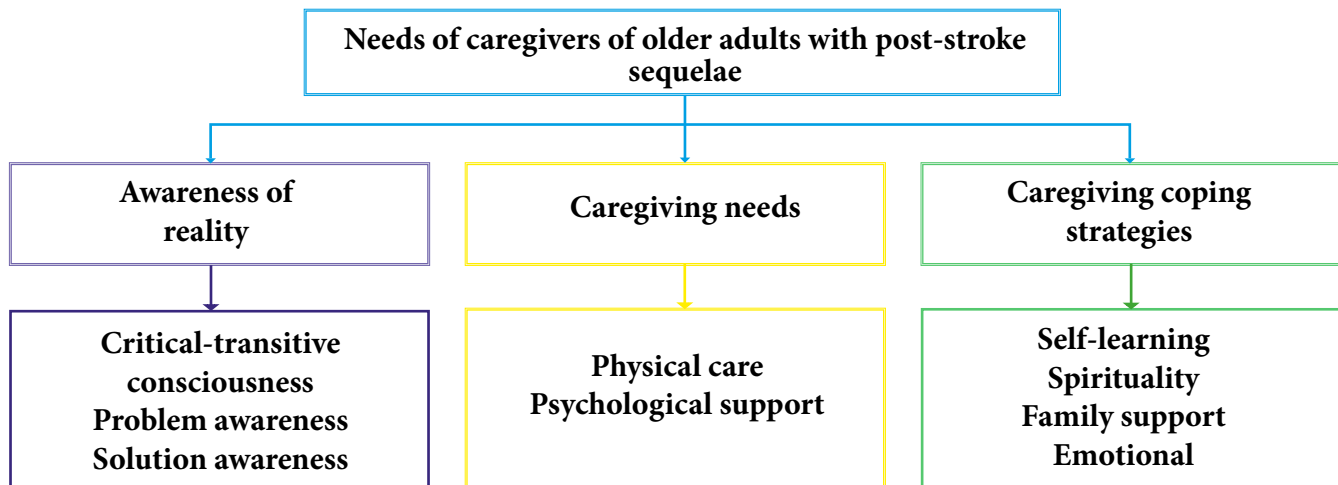 Needs of caregivers of older adults with post-stroke
sequelae
Awareness of
reality
Caregiving needs
Caregiving coping
strategies
Critical-transitive
consciousness
Problem awareness
Solution awareness
Physical care
Psychological support
Self-learning
Spirituality
Family support
Emotional